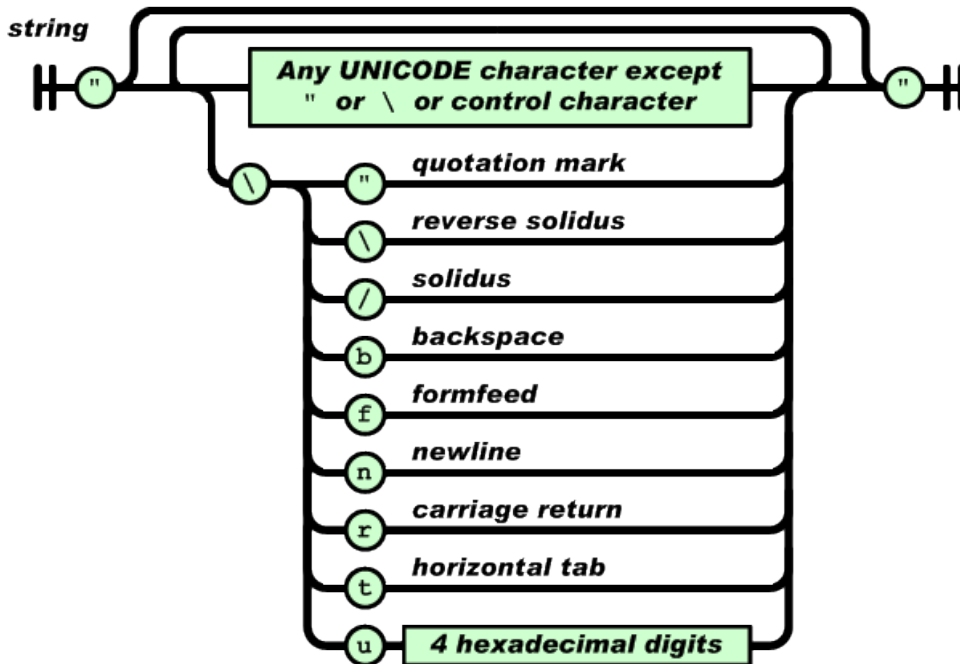 string
"
Any UNICODE character except
" or \ or control character
"
\
" quotation mark
\ reverse solidus
/ solidus
b backspace
f formfeed
n newline
r carriage return
t horizontal tab
u 4 hexadecimal digits